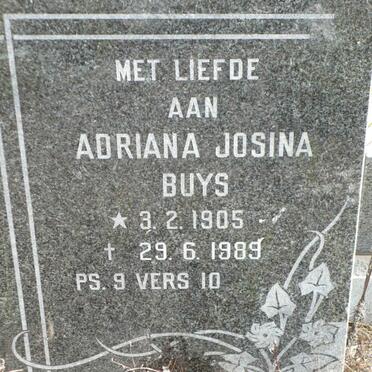 MET LIEFDE
AAN
ADRIANA JOSINA
BUYS
★ 3.2.1905
† 29.6.1989
PS. 9 VERS 10